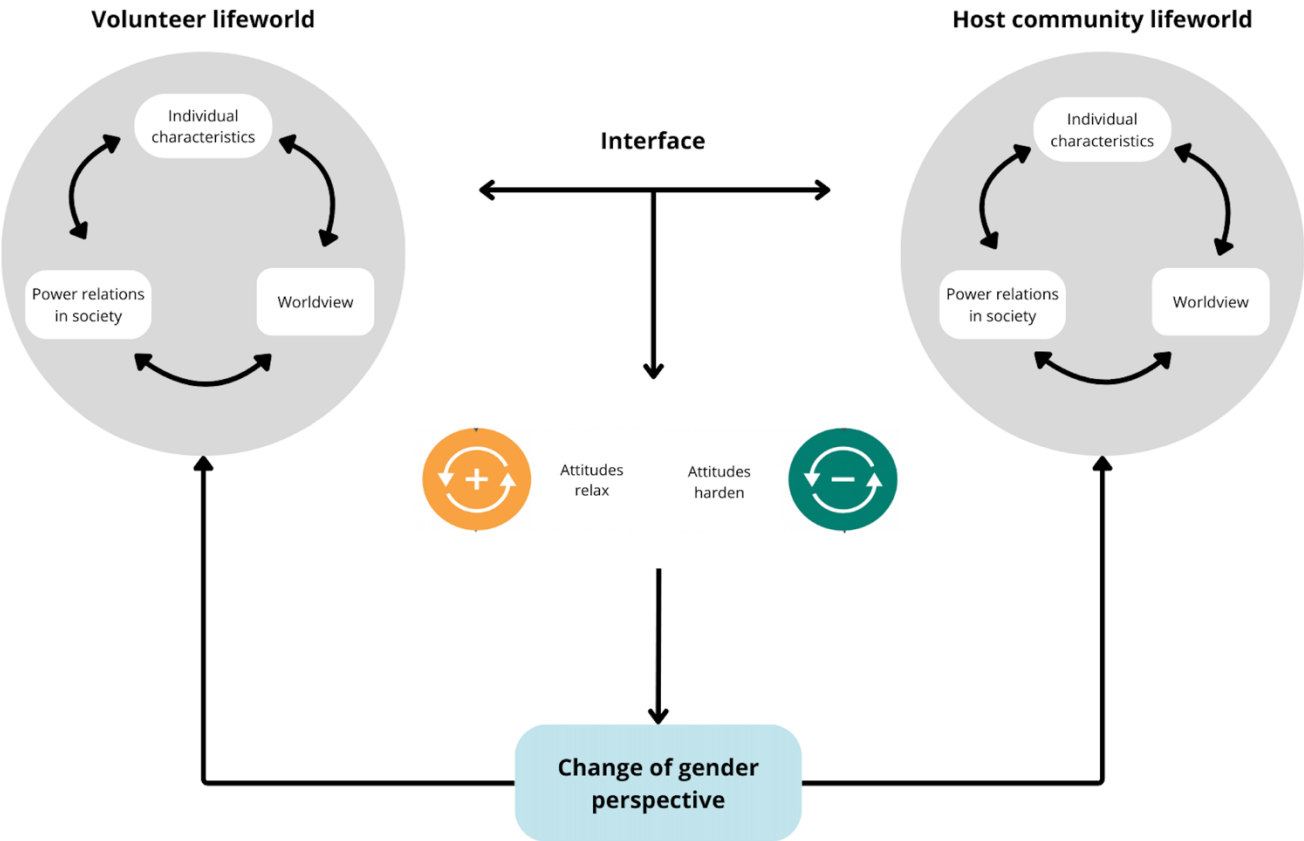 Volunteer lifeworld
Host community lifeworld
Individual
characteristics
Power relations
in society
Worldview
Interface
Individual
characteristics
Power relations
in society
Worldview
+
Attitudes
relax
Attitudes
harden
−
Change of gender
perspective